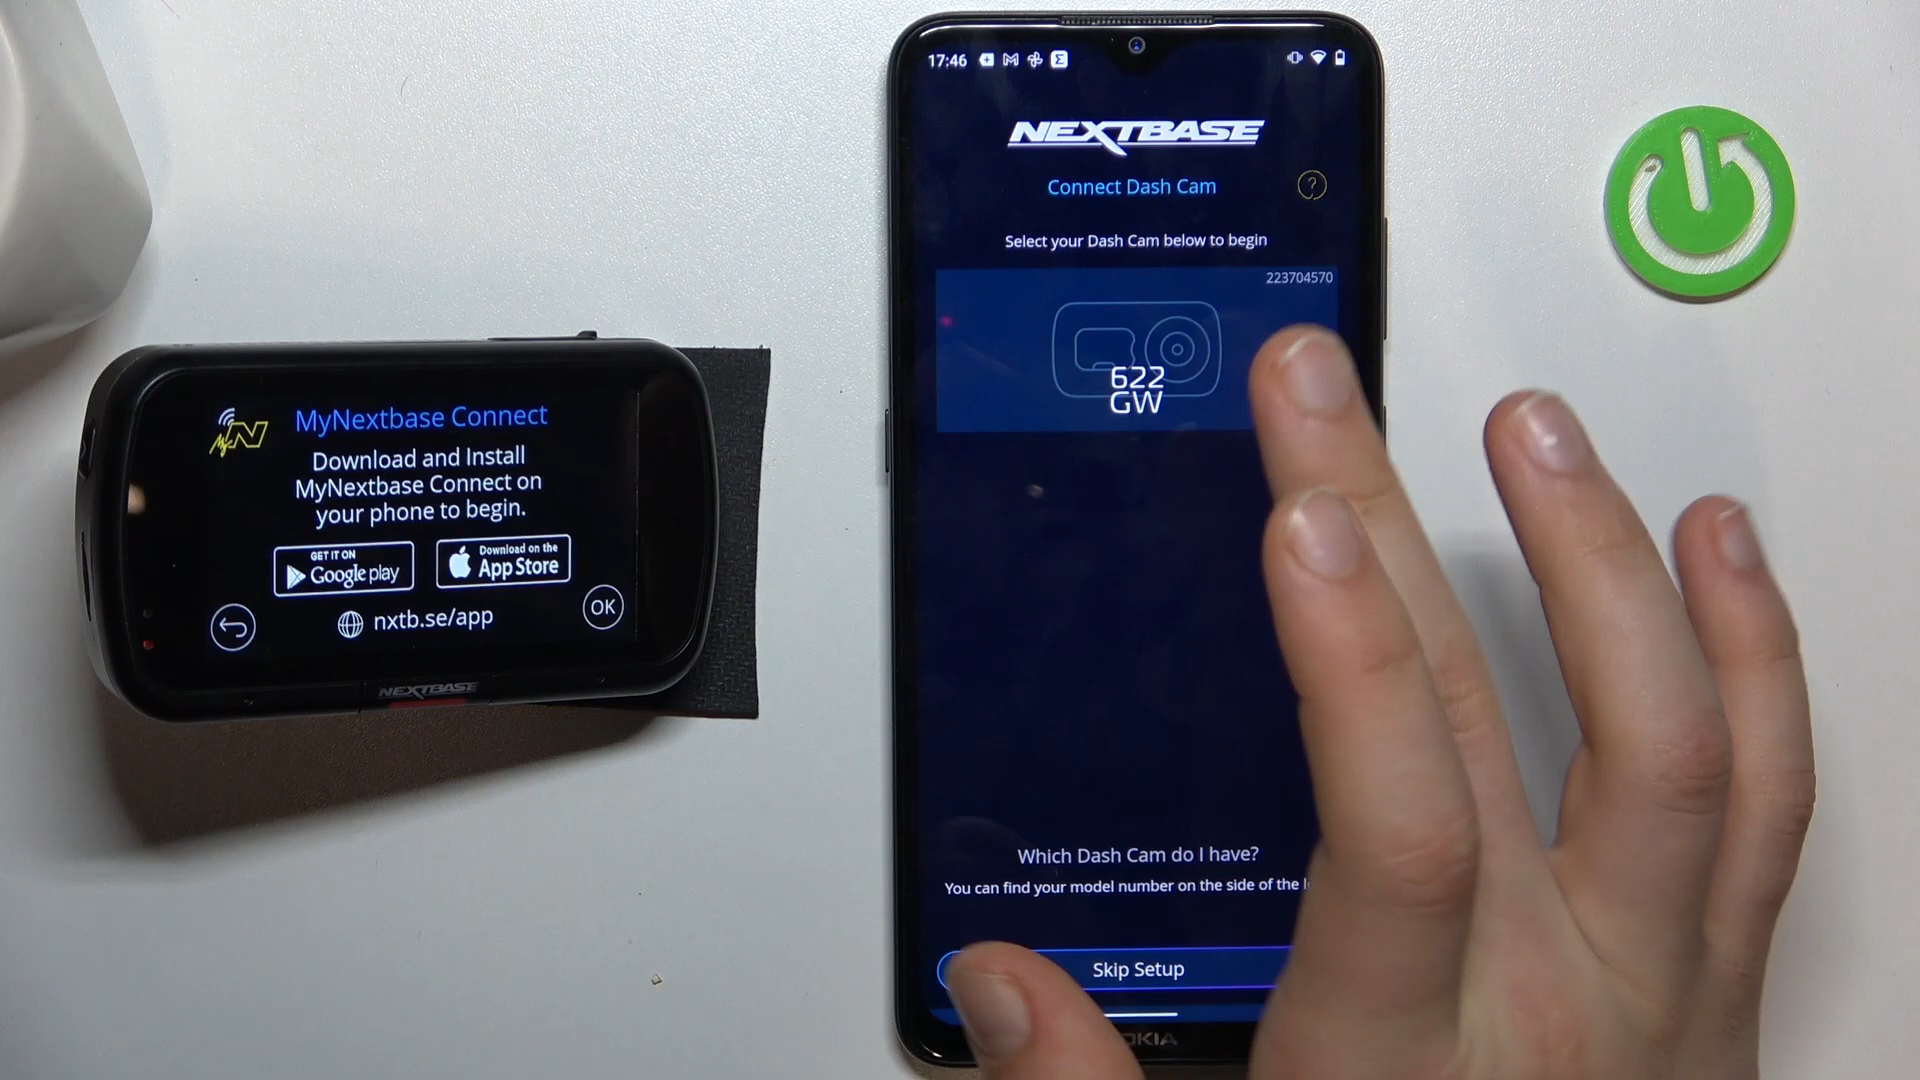 MyNextbase Connect
Download and Install
MyNextbase Connect on
your phone to begin.
GET IT ON
Google play
Download on the
App Store
nxtb.se/app
OK
NEXTBASE
17:46
NEXTBASE
Connect Dash Cam
?
Select your Dash Cam below to begin
223704570
622
GW
Which Dash Cam do I have?
You can find your model number on the side of the
Skip Setup